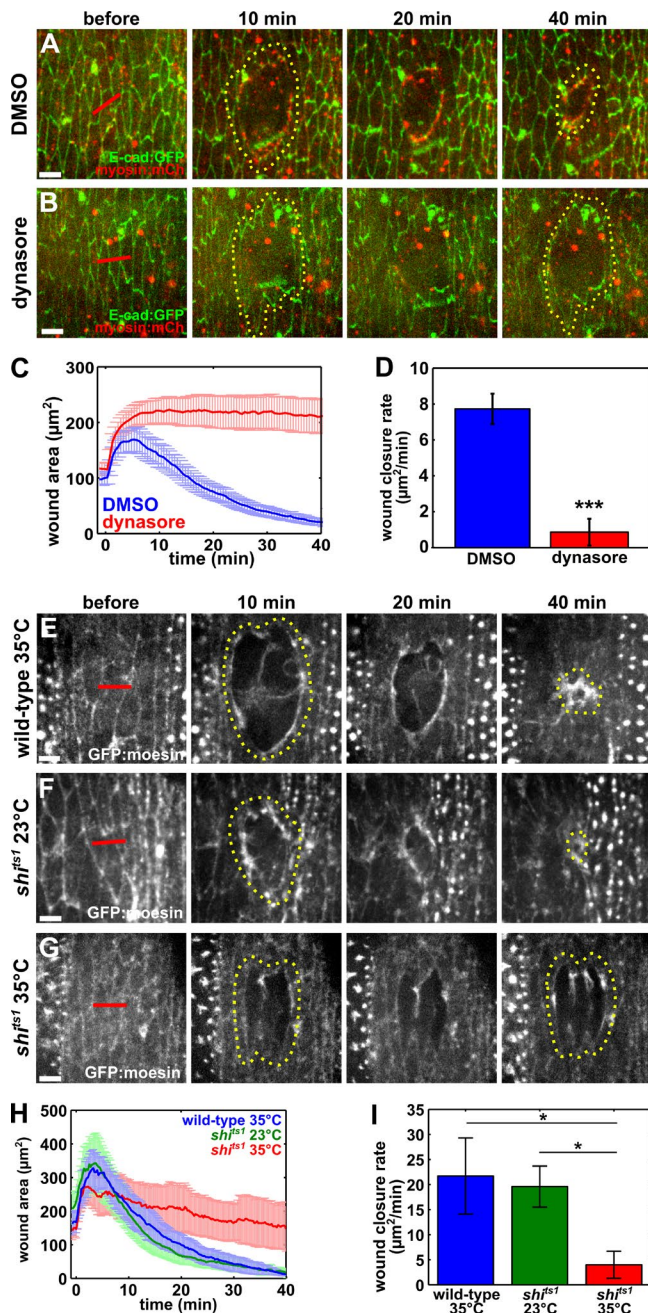 before 10 min 20 min 40 min
A
DMSO
E-cad:GFP
myosin:mCh
B
dynasore
E-cad:GFP
myosin:mCh
C
300
200
100
0
wound area (µm²)
DMSO
dynasore
0 10 20 30 40
time (min)
D
10
8
6
4
2
0
wound closure rate
(µm²/min)
***
DMSO dynasore
before 10 min 20 min 40 min
E
wild-type 35°C
GFP:moesin
F
shi^ts1 23°C
GFP:moesin
G
shi^ts1 35°C
GFP:moesin
H
500
400
300
200
100
0
wound area (µm²)
wild-type 35°C
shi^ts1 23°C
shi^ts1 35°C
0 10 20 30 40
time (min)
I
35
30
25
20
15
10
5
0
wound closure rate
(µm²/min)
*
*
wild-type shi^ts1 shi^ts1
35°C 23°C 35°C